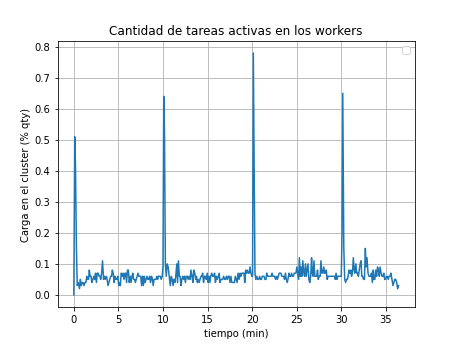 Cantidad de tareas activas en los workers
Carga en el cluster (% qty)
0.8
0.7
0.6
0.5
0.4
0.3
0.2
0.1
0.0
0 5 10 15 20 25 30 35
tiempo (min)